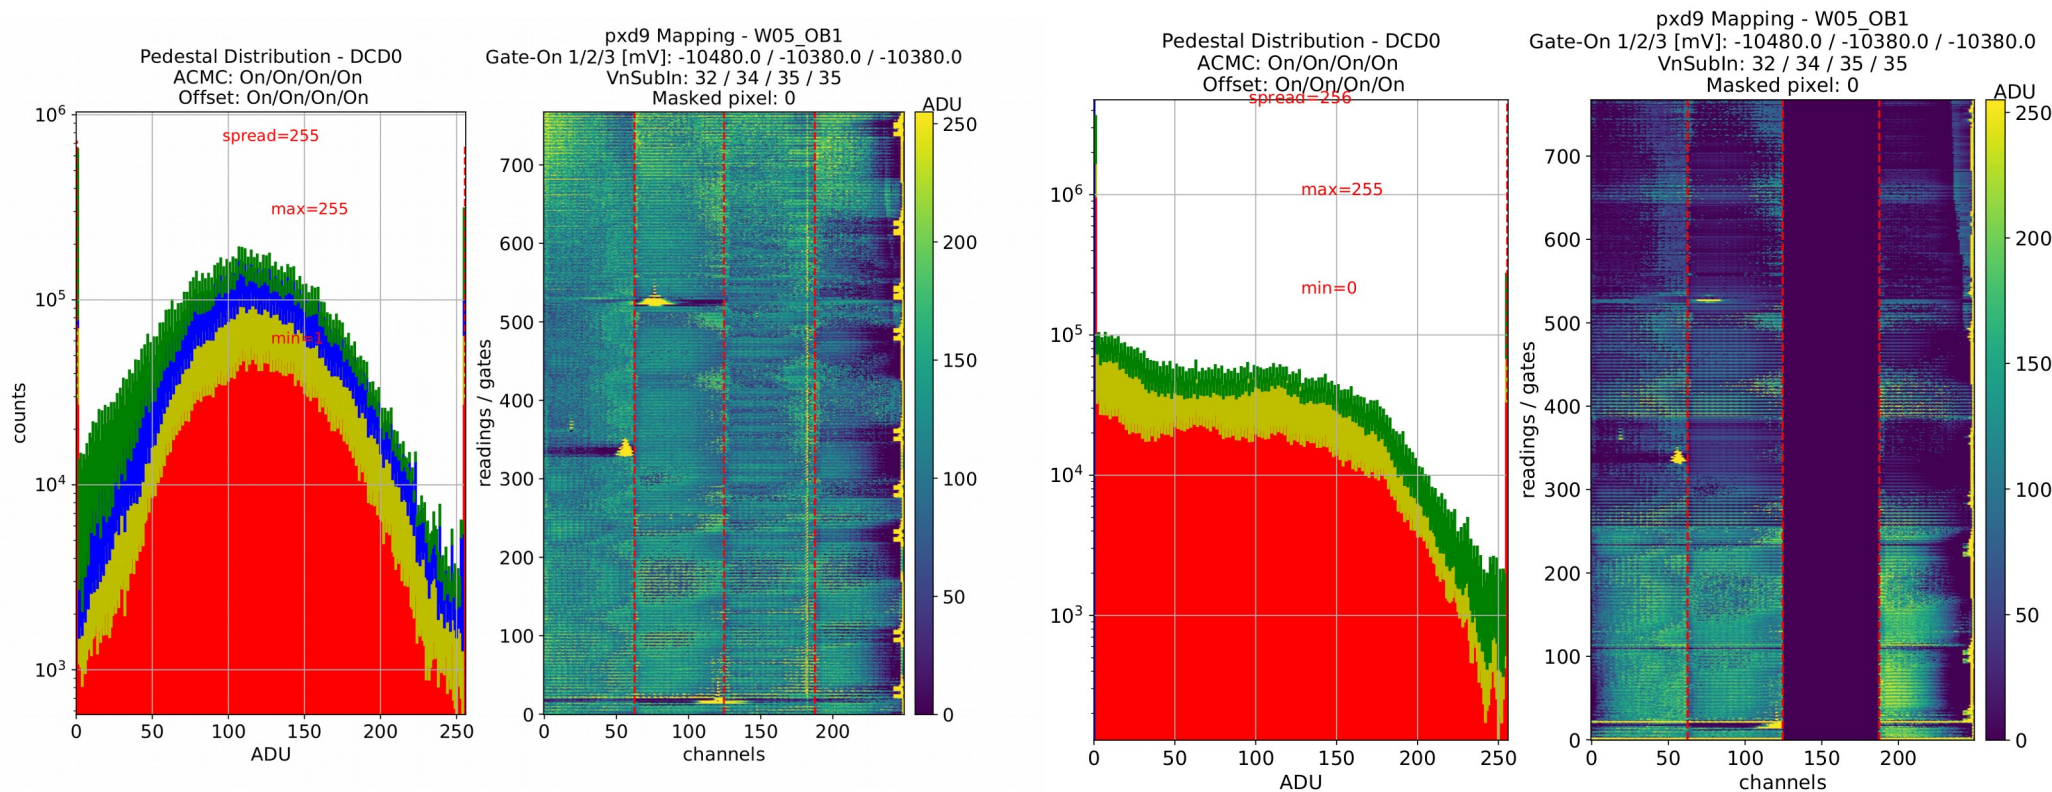 Pedestal Distribution - DCD0
ACMC: On/On/On/On
Offset: On/On/On/On
spread=255
max=255
min=1
10⁶
10⁵
10⁴
10³
counts
0 50 100 150 200 250
ADU
pxd9 Mapping - W05_OB1
Gate-On 1/2/3 [mV]: -10480.0 / -10380.0 / -10380.0
VnSubIn: 32 / 34 / 35 / 35
Masked pixel: 0
700
600
500
400
300
200
100
0
readings / gates
0 50 100 150 200
channels
ADU
250
200
150
100
50
0
Pedestal Distribution - DCD0
ACMC: On/On/On/On
Offset: On/On/On/On
spread=256
max=255
min=0
10⁶
10⁵
10⁴
10³
0 50 100 150 200 250
ADU
pxd9 Mapping - W05_OB1
Gate-On 1/2/3 [mV]: -10480.0 / -10380.0 / -10380.0
VnSubIn: 32 / 34 / 35 / 35
Masked pixel: 0
700
600
500
400
300
200
100
0
readings / gates
0 50 100 150 200
channels
ADU
250
200
150
100
50
0